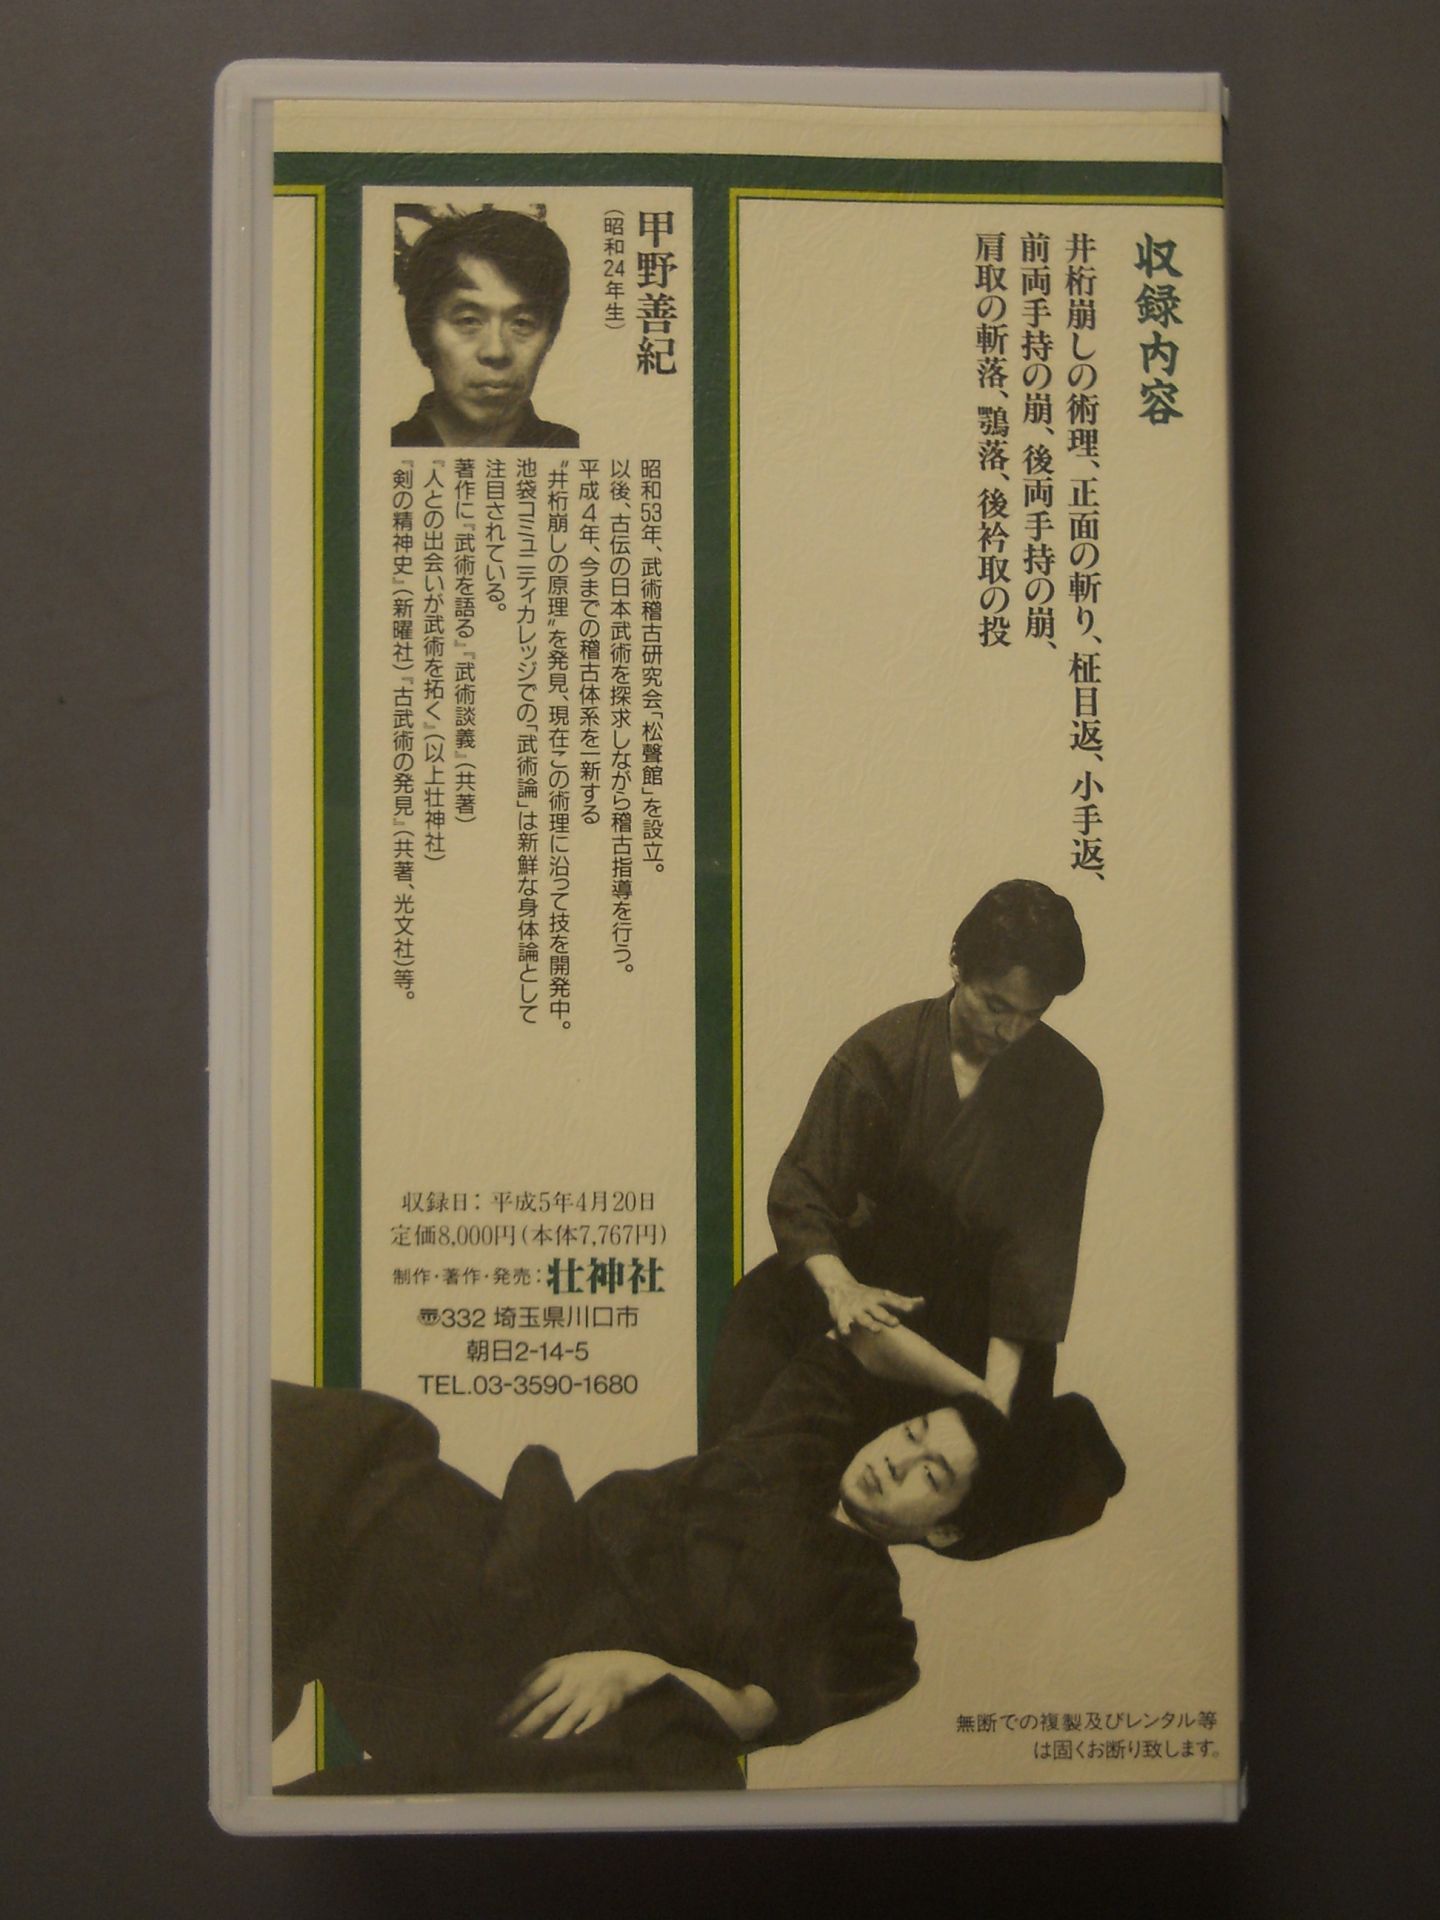 収録内容
井桁崩しの術理、正面の斬り、柾目返、小手返、
前両手持の崩、後両手持の崩、
肩取の斬落、鶚落、後衿取の投
甲野善紀
（昭和24年生）
昭和53年、武術稽古研究会「松聲館」を設立。
以後、古伝の日本武術を探求しながら稽古指導を行う。
平成4年、今までの稽古体系を一新する
〝井桁崩しの原理〟を発見、現在この術理に沿って技を開発中。
池袋コミュニティカレッジでの「武術論」は新鮮な身体論として
注目されている。
著作に『武術を語る』『武術談義』（共著）
『人との出会いが武術を拓く』（以上壮神社）
『剣の精神史』（新曜社）『古武術の発見』（共著、光文社）等。
収録日：平成5年4月20日
定価8,000円（本体7,767円）
制作・著作・発売：壮神社
〠332 埼玉県川口市
朝日2-14-5
TEL.03-3590-1680
無断での複製及びレンタル等
は固くお断り致します。